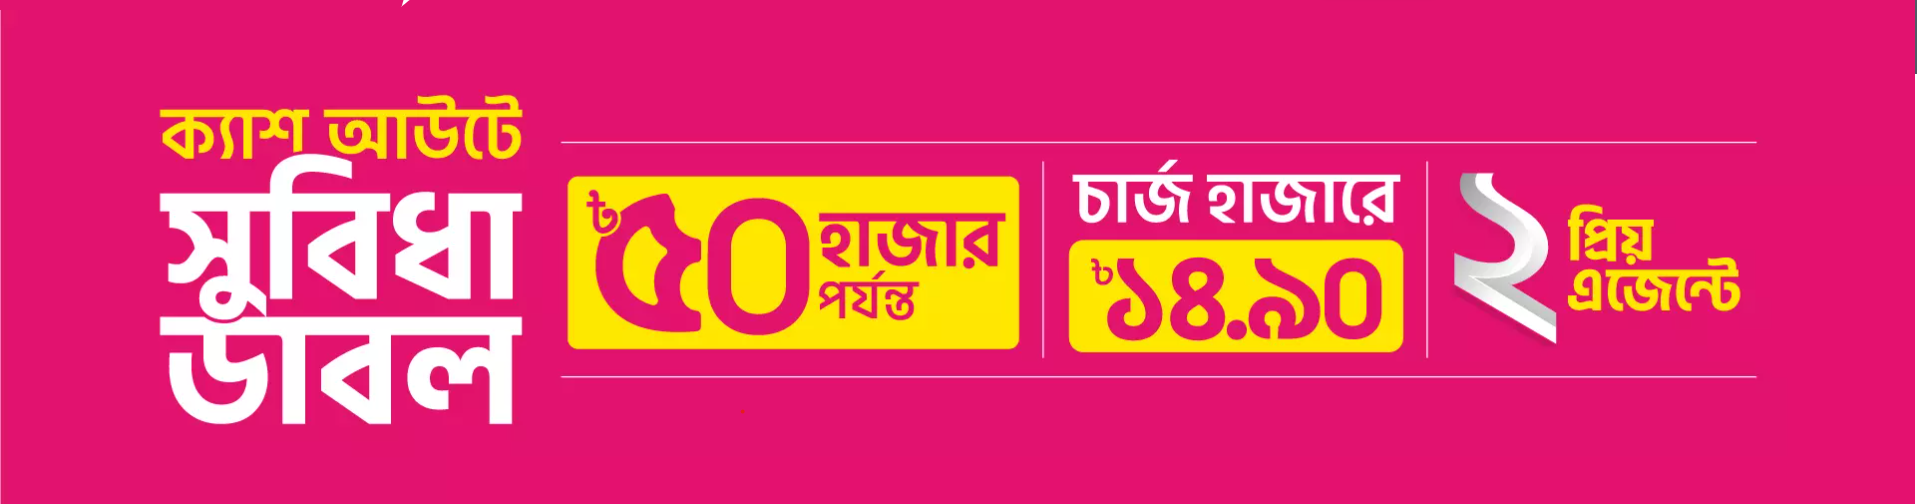 ক্যাশ আউটে
সুবিধা
ডাবল
৳৫০ হাজার
পর্যন্ত
চার্জ হাজারে
৳১৪.৯০
২ প্রিয়
এজেন্টে